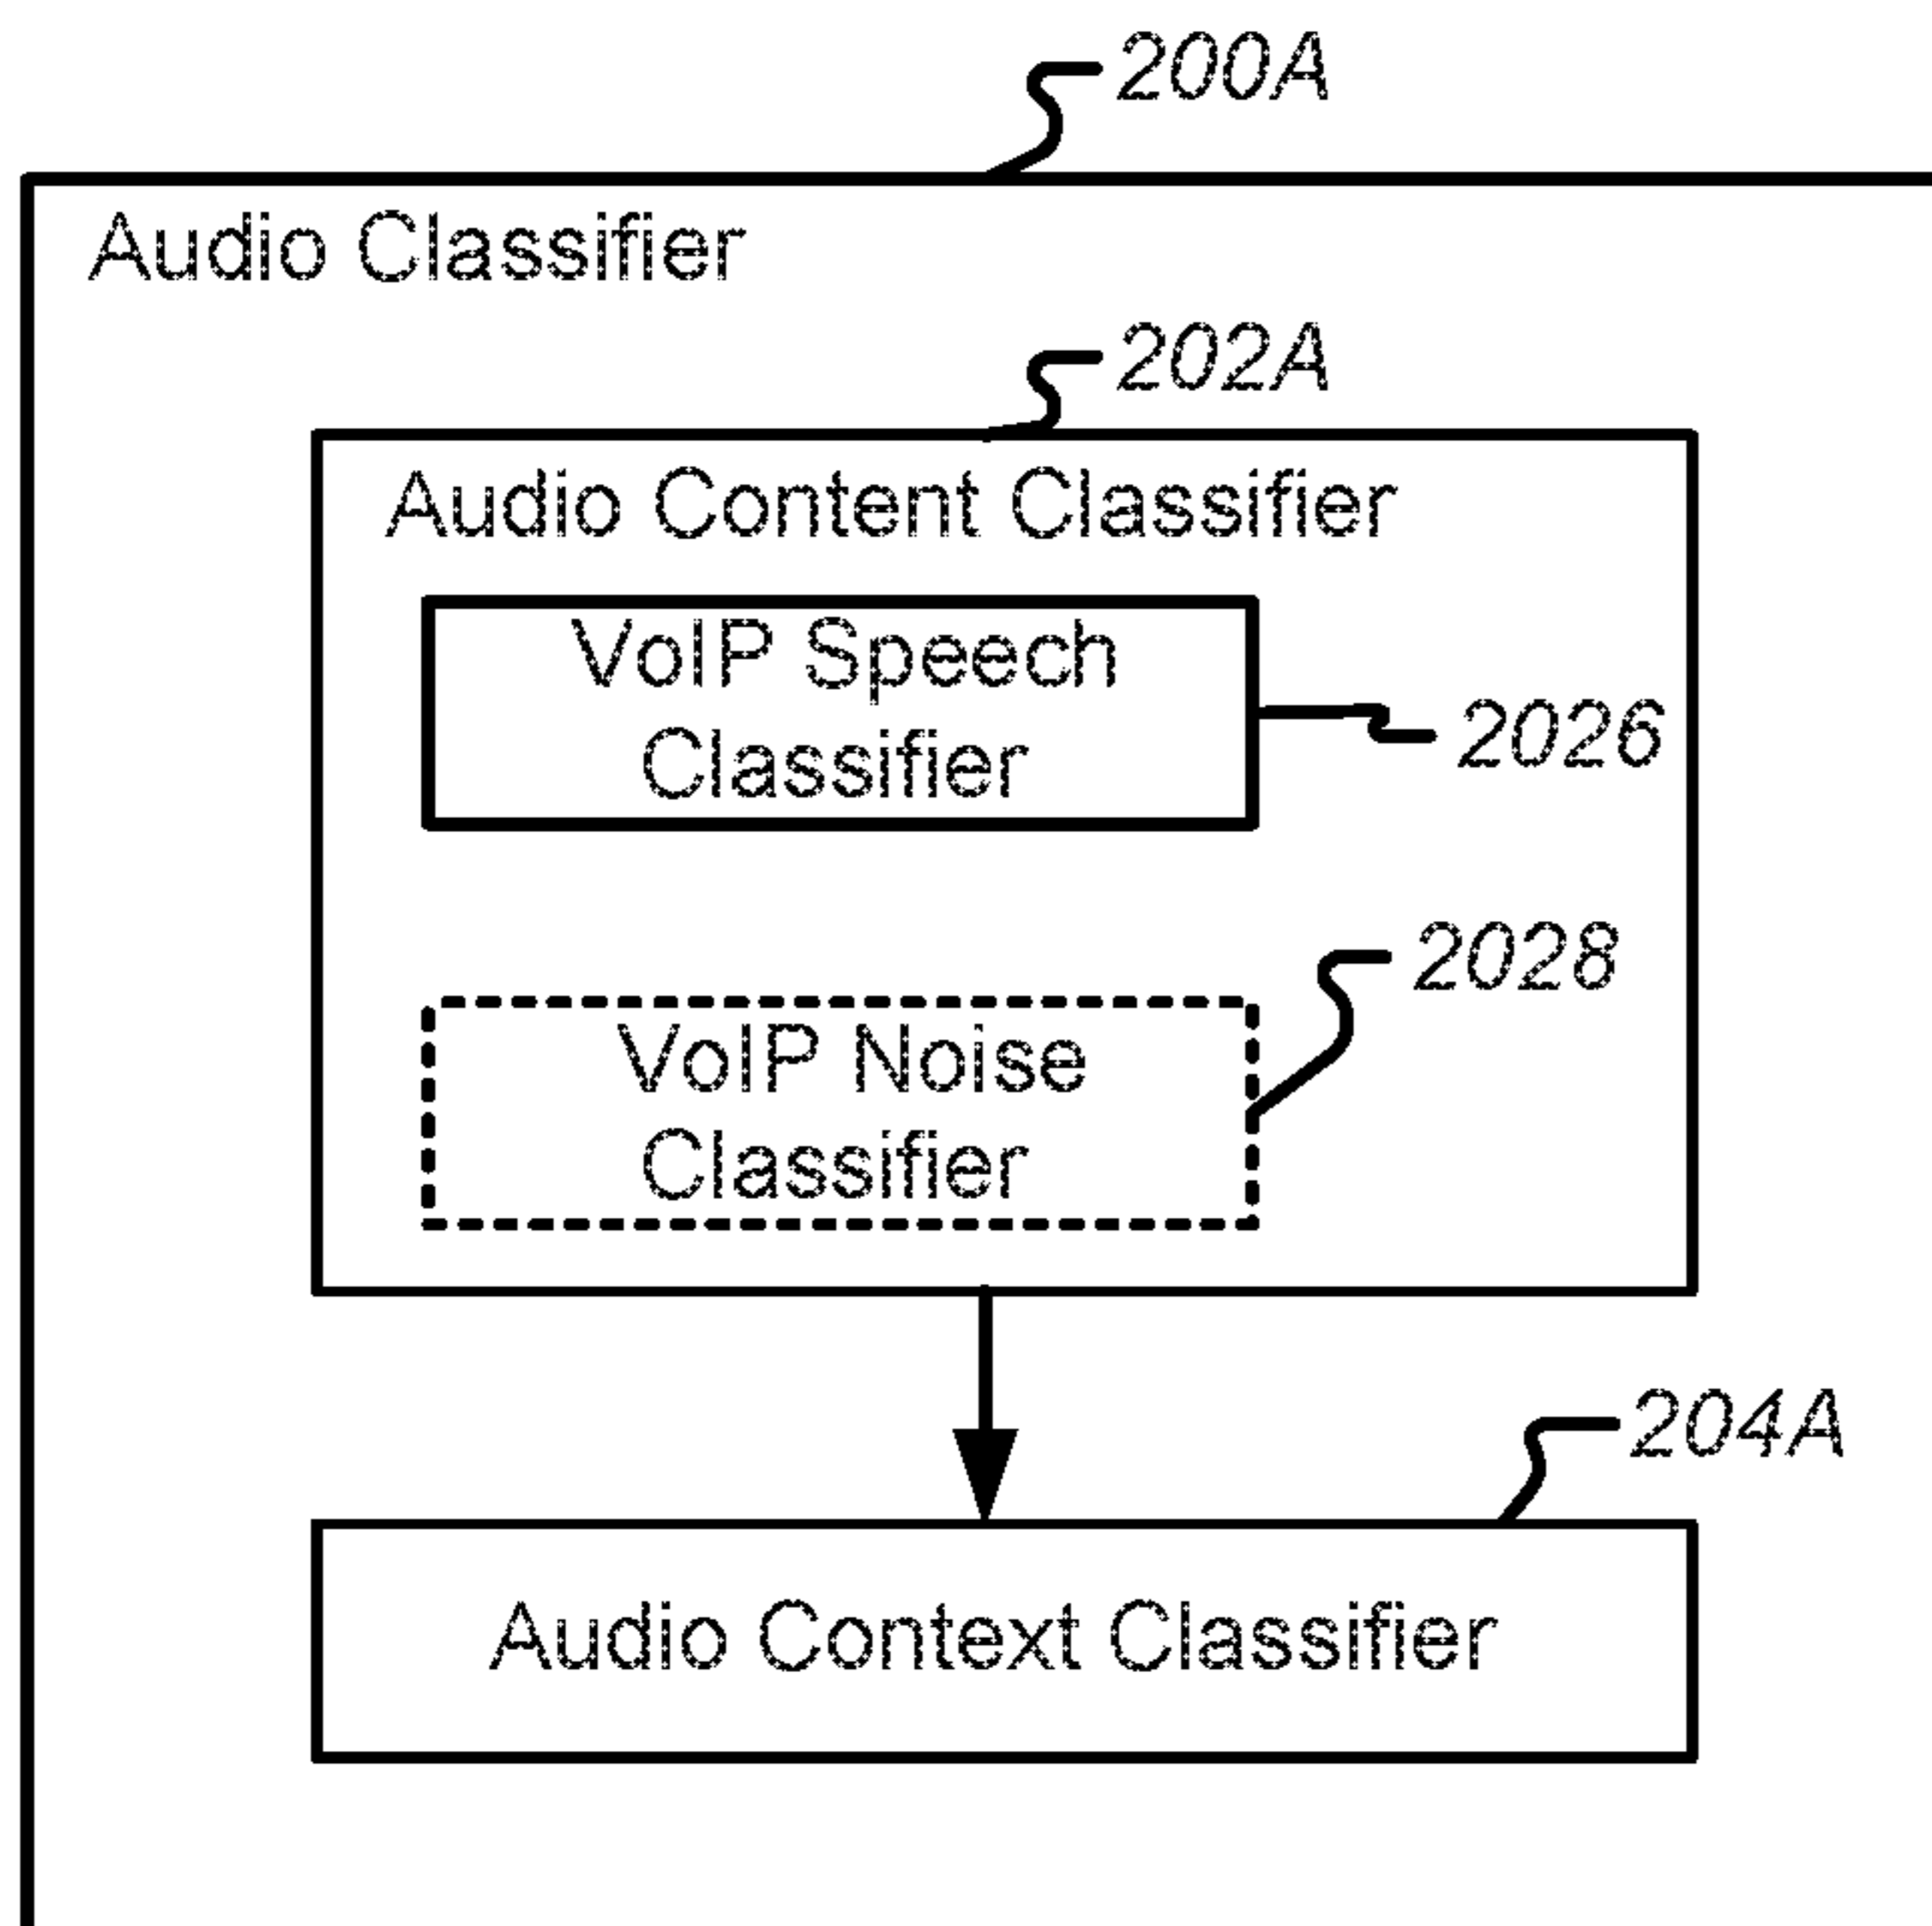 200A
Audio Classifier
202A
Audio Content Classifier
VoIP Speech
Classifier
2026
2028
VoIP Noise
Classifier
204A
Audio Context Classifier